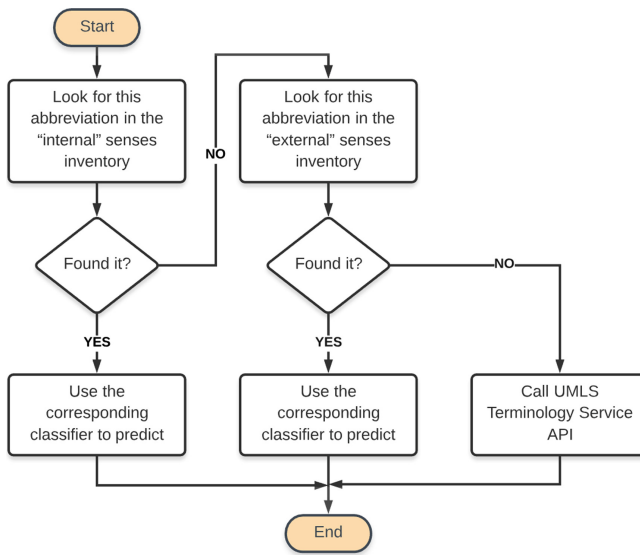 Start
Look for this
abbreviation in the
“internal” senses
inventory
NO
Look for this
abbreviation in the
“external” senses
inventory
Found it?
Found it?
NO
YES
YES
Use the
corresponding
classifier to predict
Use the
corresponding
classifier to predict
Call UMLS
Terminology Service
API
End